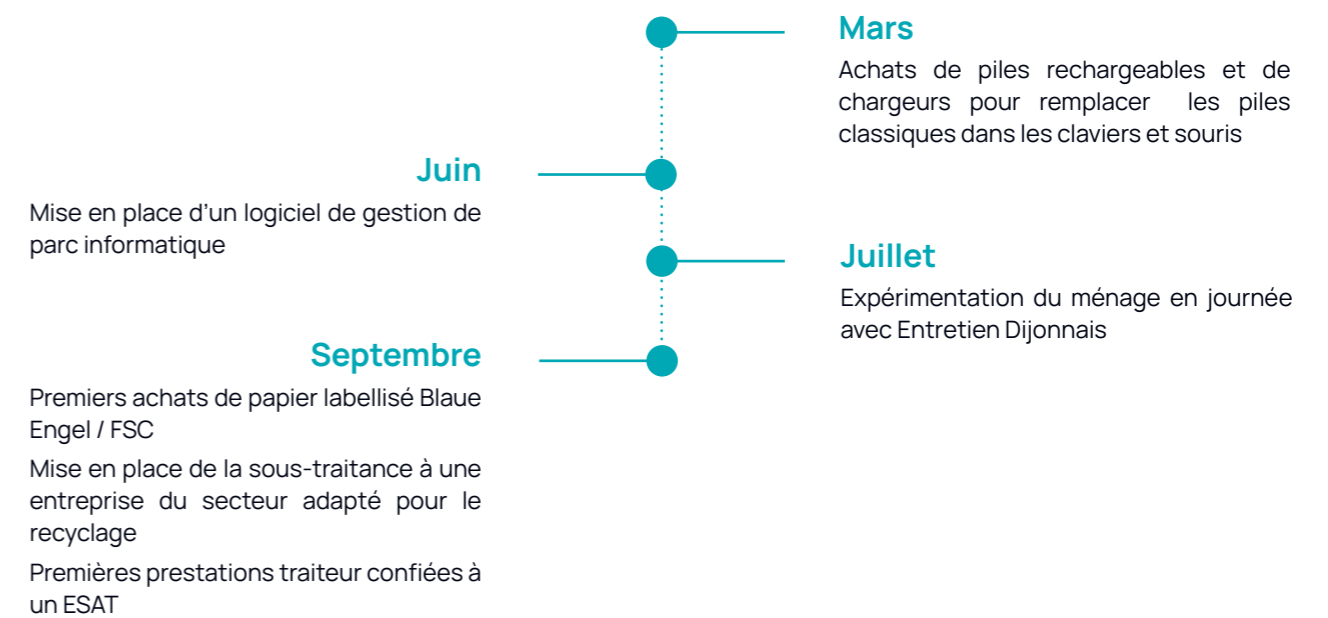 Mars
Achats de piles rechargeables et de
chargeurs pour remplacer les piles
classiques dans les claviers et souris
Juin
Mise en place d'un logiciel de gestion de
parc informatique
Juillet
Expérimentation du ménage en journée
avec Entretien Dijonnais
Septembre
Premiers achats de papier labellisé Blaue
Engel / FSC
Mise en place de la sous-traitance à une
entreprise du secteur adapté pour le
recyclage
Premières prestations traiteur confiées à
un ESAT